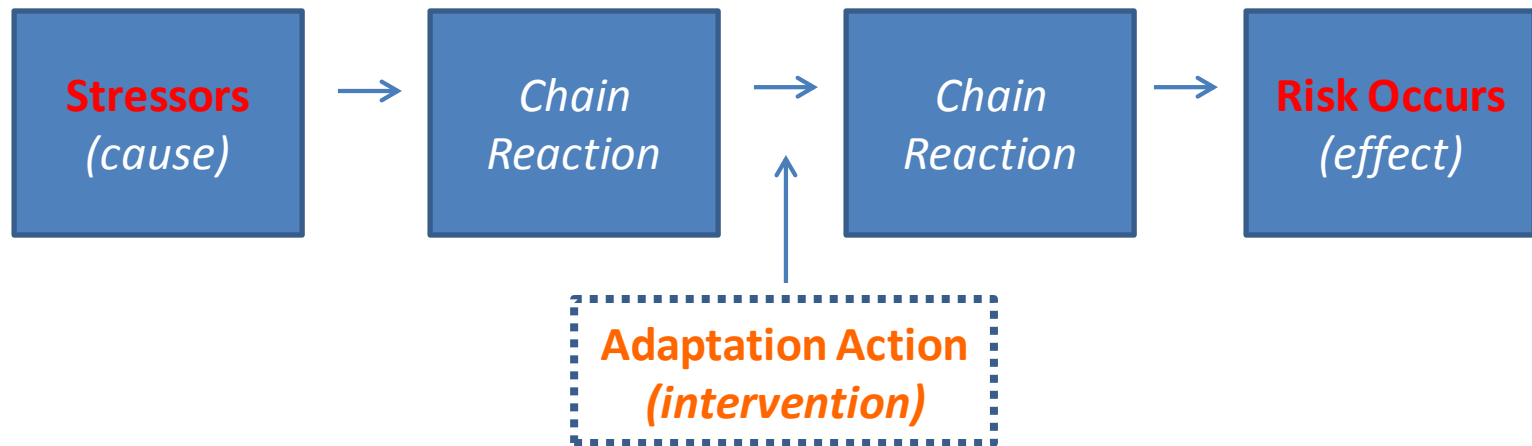 Stressors
(cause)
Chain
Reaction
Chain
Reaction
Risk Occurs
(effect)
Adaptation Action
(intervention)